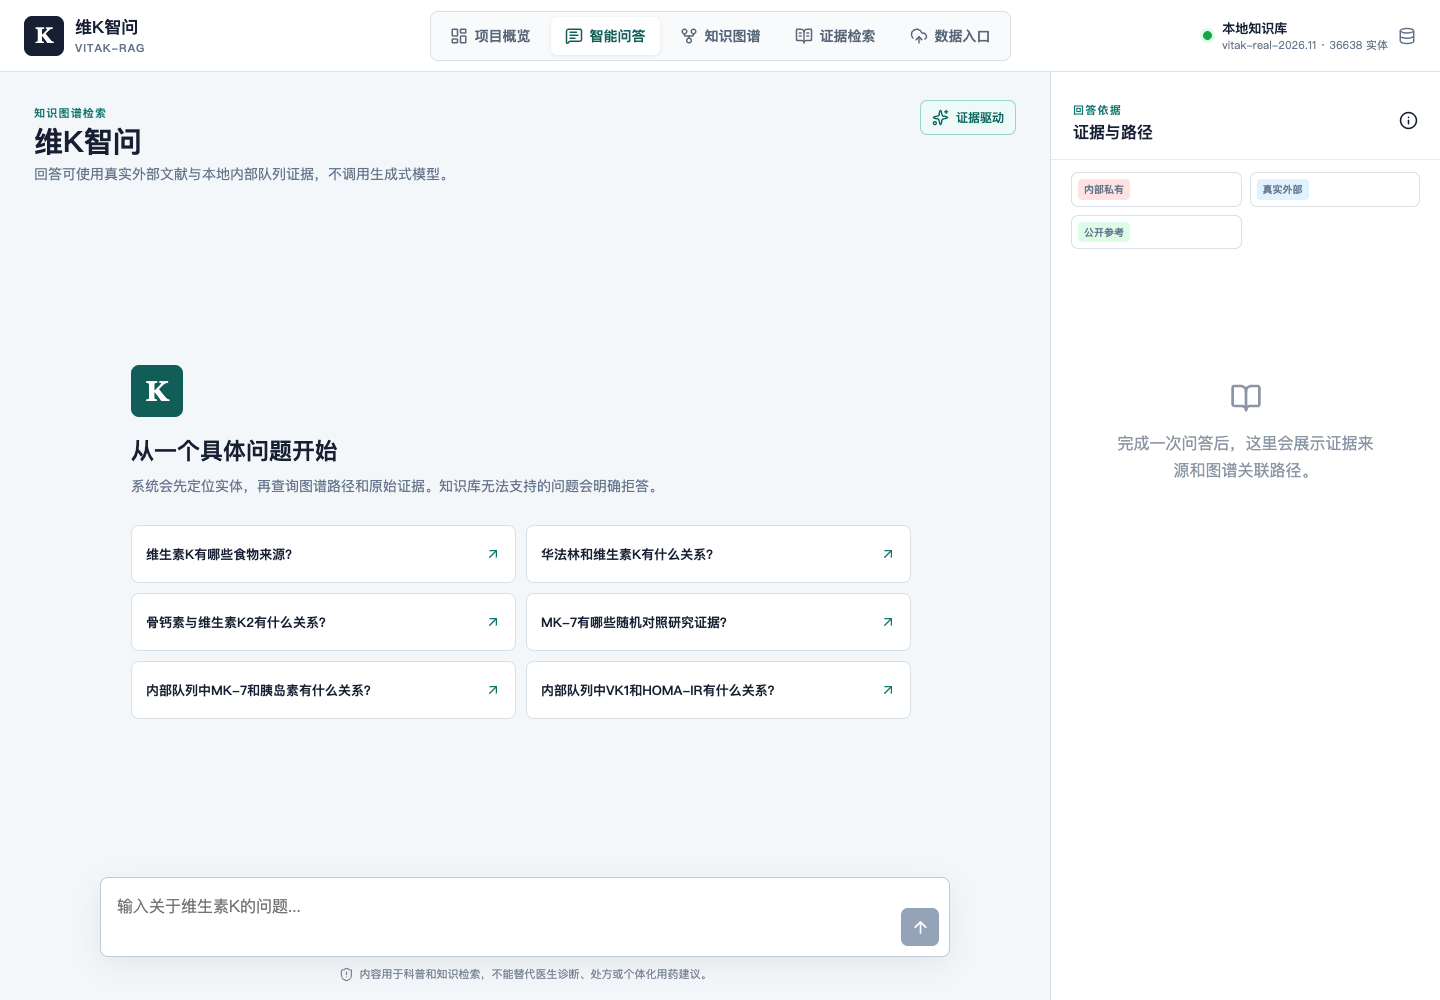 K
维K智问
VITAK-RAG
项目概览
智能问答
知识图谱
证据检索
数据入口
本地知识库
vitak-real-2026.11 · 36638 实体
知识图谱检索
维K智问
回答可使用真实外部文献与本地内部队列证据，不调用生成式模型。
证据驱动
K
从一个具体问题开始
系统会先定位实体，再查询图谱路径和原始证据。知识库无法支持的问题会明确拒答。
维生素K有哪些食物来源？
华法林和维生素K有什么关系？
骨钙素与维生素K2有什么关系？
MK-7有哪些随机对照研究证据？
内部队列中MK-7和胰岛素有什么关系？
内部队列中VK1和HOMA-IR有什么关系？
输入关于维生素K的问题...
内容用于科普和知识检索，不能替代医生诊断、处方或个体化用药建议。
回答依据
证据与路径
内部私有
真实外部
公开参考
完成一次问答后，这里会展示证据来
源和图谱关联路径。